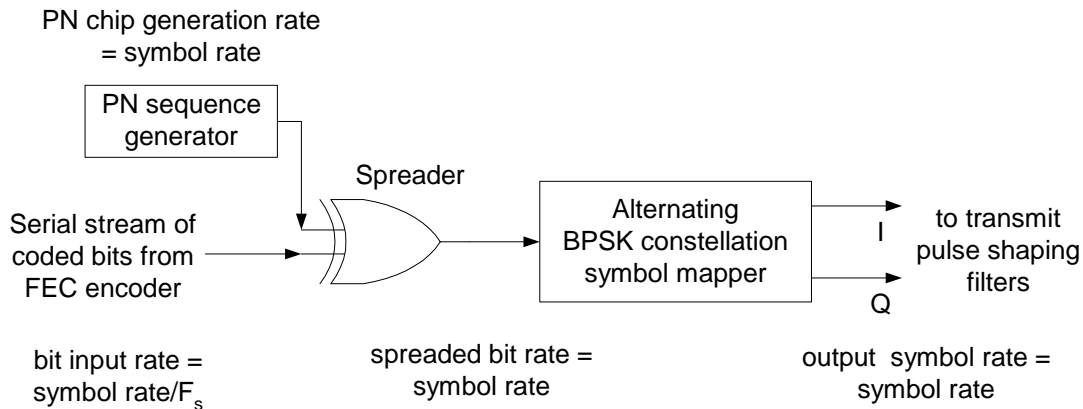 PN chip generation rate
= symbol rate
PN sequence
generator
Spreader
Serial stream of
coded bits from
FEC encoder
Alternating
BPSK constellation
symbol mapper
I
Q
to transmit
pulse shaping
filters
bit input rate =
symbol rate/Fs
spreaded bit rate =
symbol rate
output symbol rate =
symbol rate